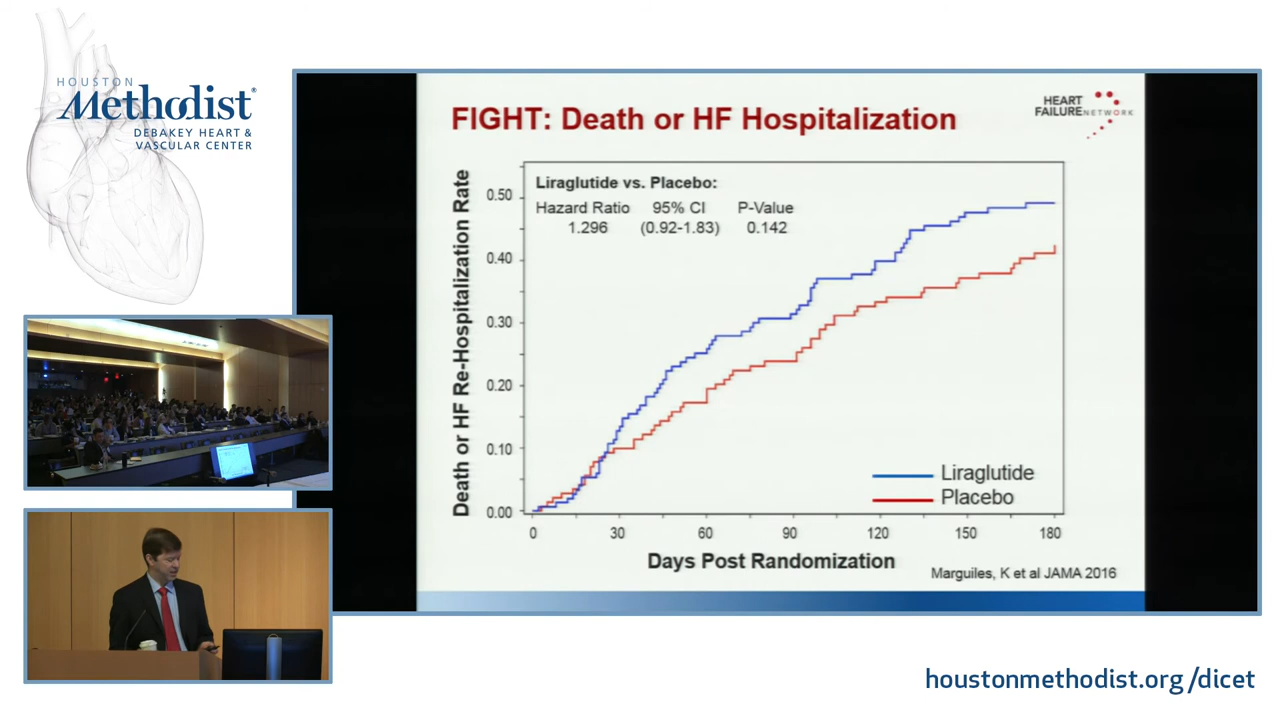 HOUSTON
Methodist®
DEBAKEY HEART &
VASCULAR CENTER
FIGHT: Death or HF Hospitalization
HEART
FAILURE NETWORK
Death or HF Re-Hospitalization Rate
Liraglutide vs. Placebo:
Hazard Ratio 95% CI P-Value
1.296 (0.92-1.83) 0.142
0.50
0.40
0.30
0.20
0.10
0.00
Liraglutide
Placebo
0 30 60 90 120 150 180
Days Post Randomization
Marguiles, K et al JAMA 2016
houstonmethodist.org/dicet